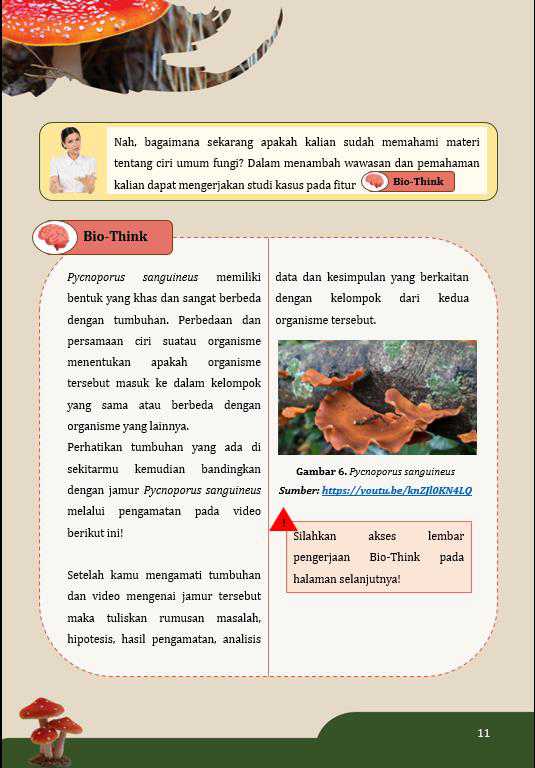 Nah, bagaimana sekarang apakah kalian sudah memahami materi
tentang ciri umum fungi? Dalam menambah wawasan dan pemahaman
kalian dapat mengerjakan studi kasus pada fitur Bio-Think
Bio-Think
Pycnoporus sanguineus memiliki
bentuk yang khas dan sangat berbeda
dengan tumbuhan. Perbedaan dan
persamaan ciri suatau organisme
menentukan apakah organisme
tersebut masuk ke dalam kelompok
yang sama atau berbeda dengan
organisme yang lainnya.
Perhatikan tumbuhan yang ada di
sekitarmu kemudian bandingkan
dengan jamur Pycnoporus sanguineus
melalui pengamatan pada video
berikut ini!
Setelah kamu mengamati tumbuhan
dan video mengenai jamur tersebut
maka tuliskan rumusan masalah,
hipotesis, hasil pengamatan, analisis
data dan kesimpulan yang berkaitan
dengan kelompok dari kedua
organisme tersebut.
Gambar 6. Pycnoporus sanguineus
Sumber: https://youtu.be/knZJl0KN4LQ
!
Silahkan akses lembar
pengerjaan Bio-Think pada
halaman selanjutnya!
11